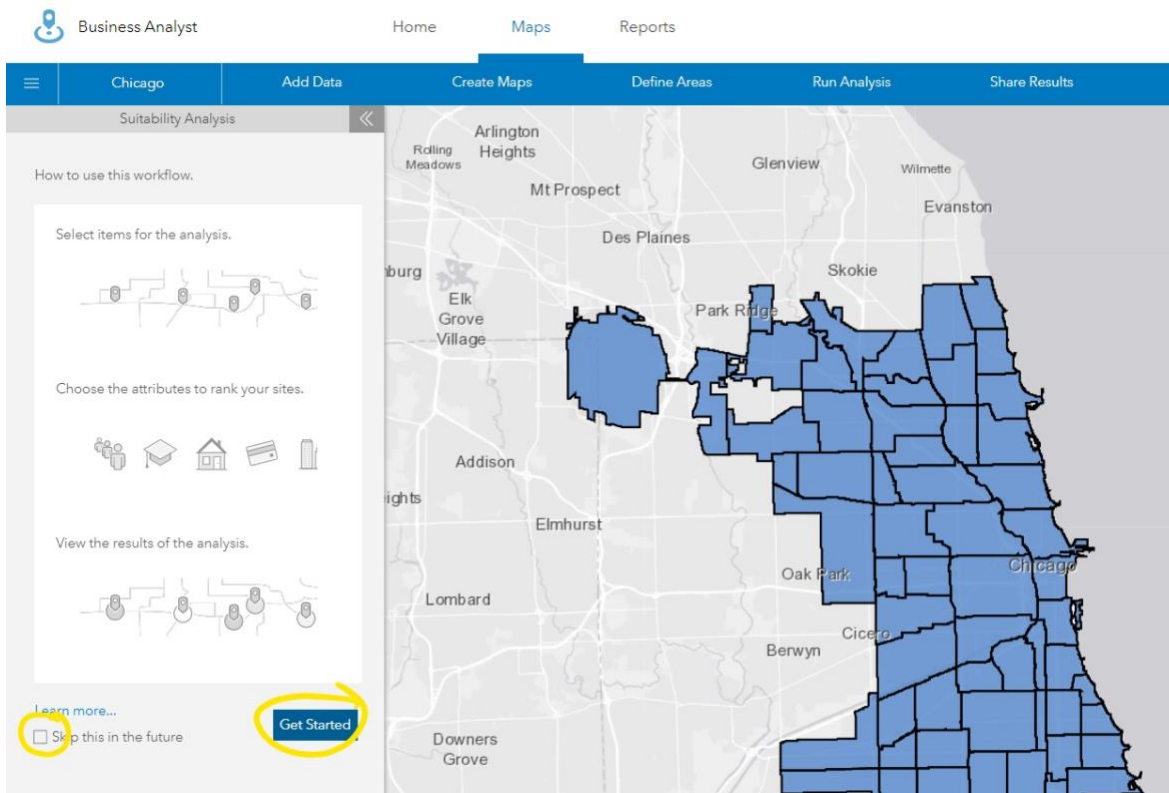 Business Analyst
Home
Maps
Reports
Chicago
Add Data
Create Maps
Define Areas
Run Analysis
Share Results
Suitability Analysis
How to use this workflow.
Select items for the analysis.
Choose the attributes to rank your sites.
View the results of the analysis.
Learn more...
Skip this in the future
Get Started
Arlington
Heights
Rolling
Meadows
Glenview
Wilmette
Mt Prospect
Evanston
Des Plaines
Skokie
burg
Elk
Grove
Village
Park Ridge
Addison
ights
Elmhurst
Oak Park
Chicago
Lombard
Cicero
Berwyn
Downers
Grove